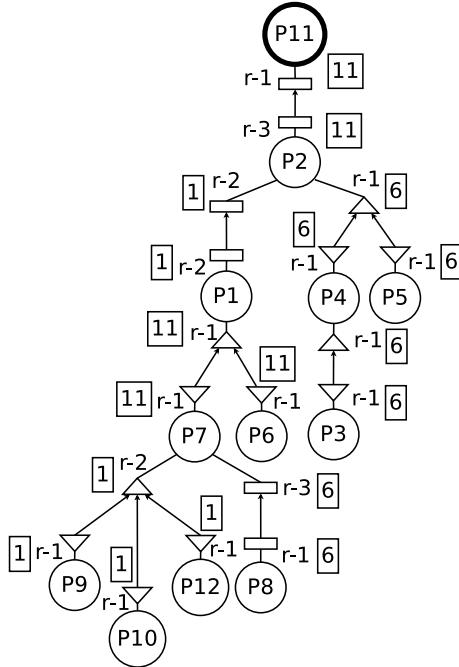 P11
r-1 11
r-3 11
P2
1 r-2 r-1 6
6
1 r-2 r-1 r-1 6
P1 P4 P5
11 r-1 r-1 6
11
11 r-1 r-1 r-1 6
P7 P6 P3
1 r-2 r-3 6
1
1 r-1 1 r-1 r-1 6
P9 P12 P8
r-1
P10